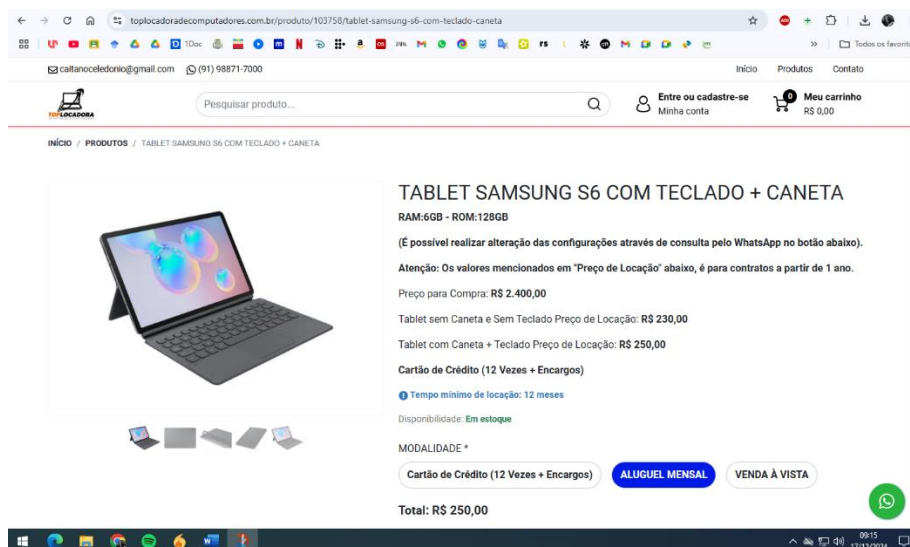 toplocadoradecomputadores.com.br/produto/103758/tablet-samsung-s6-com-teclado-caneta
1Doc
Todos os favorit
caitanoceledonio@gmail.com (91) 98871-7000
Início Produtos Contato
TOPLOCADORA
Pesquisar produto...
Entre ou cadastre-se
Minha conta
0
Meu carrinho
R$ 0,00
INÍCIO / PRODUTOS / TABLET SAMSUNG S6 COM TECLADO + CANETA
TABLET SAMSUNG S6 COM TECLADO + CANETA
RAM:6GB - ROM:128GB
(É possível realizar alteração das configurações através de consulta pelo WhatsApp no botão abaixo).
Atenção: Os valores mencionados em "Preço de Locação" abaixo, é para contratos a partir de 1 ano.
Preço para Compra: R$ 2.400,00
Tablet sem Caneta e Sem Teclado Preço de Locação: R$ 230,00
Tablet com Caneta + Teclado Preço de Locação: R$ 250,00
Cartão de Crédito (12 Vezes + Encargos)
Tempo mínimo de locação: 12 meses
Disponibilidade: Em estoque
MODALIDADE *
Cartão de Crédito (12 Vezes + Encargos) ALUGUEL MENSAL VENDA À VISTA
Total: R$ 250,00
09:15
17/12/2024